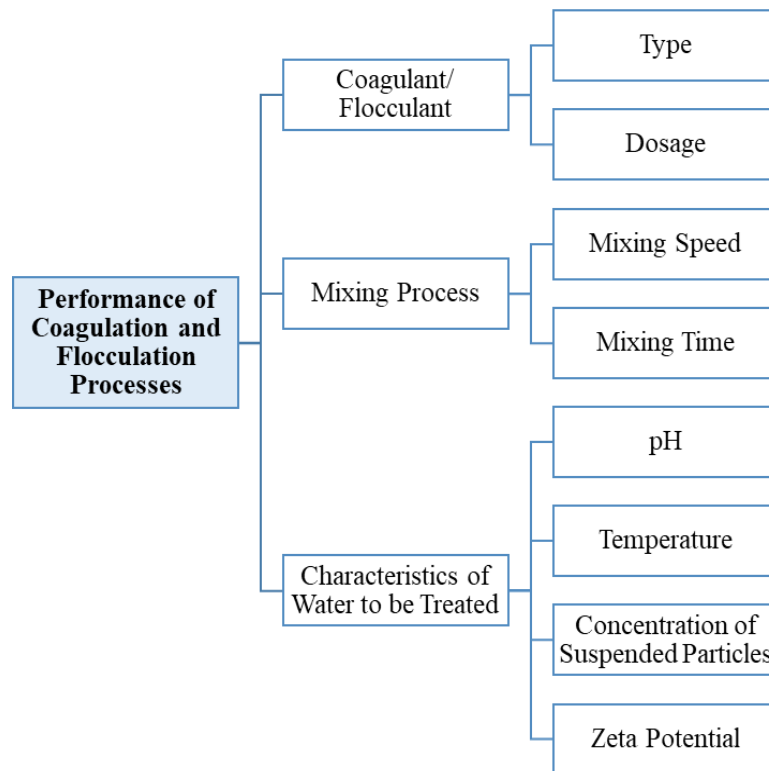 Performance of
Coagulation and
Flocculation
Processes
Coagulant/
Flocculant
Type
Dosage
Mixing Process
Mixing Speed
Mixing Time
Characteristics of
Water to be Treated
pH
Temperature
Concentration of
Suspended Particles
Zeta Potential